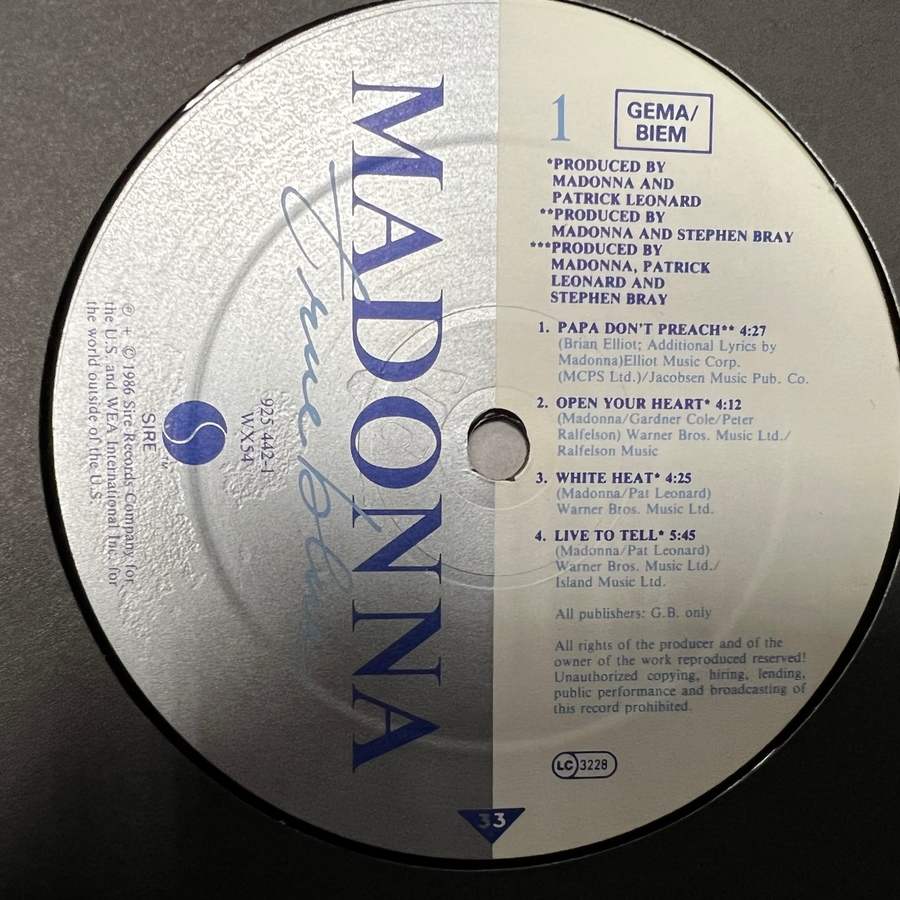 MADONNA
True Blue
925 442-1
WX54
SIRE
TM
℗ + © 1986 Sire Records Company for
the U.S. and WEA International Inc. for
the world outside of the U.S.
1
GEMA/
BIEM
*PRODUCED BY
MADONNA AND
PATRICK LEONARD
**PRODUCED BY
MADONNA AND STEPHEN BRAY
***PRODUCED BY
MADONNA, PATRICK
LEONARD AND
STEPHEN BRAY
1. PAPA DON'T PREACH** 4:27
(Brian Elliot; Additional Lyrics by
Madonna)Elliot Music Corp.
(MCPS Ltd.)/Jacobsen Music Pub. Co.
2. OPEN YOUR HEART* 4:12
(Madonna/Gardner Cole/Peter
Ralfelson) Warner Bros. Music Ltd./
Ralfelson Music
3. WHITE HEAT* 4:25
(Madonna/Pat Leonard)
Warner Bros. Music Ltd.
4. LIVE TO TELL* 5:45
(Madonna/Pat Leonard)
Warner Bros. Music Ltd./
Island Music Ltd.
All publishers: G.B. only
All rights of the producer and of the
owner of the work reproduced reserved!
Unauthorized copying, hiring, lending,
public performance and broadcasting of
this record prohibited.
LC 3228
33